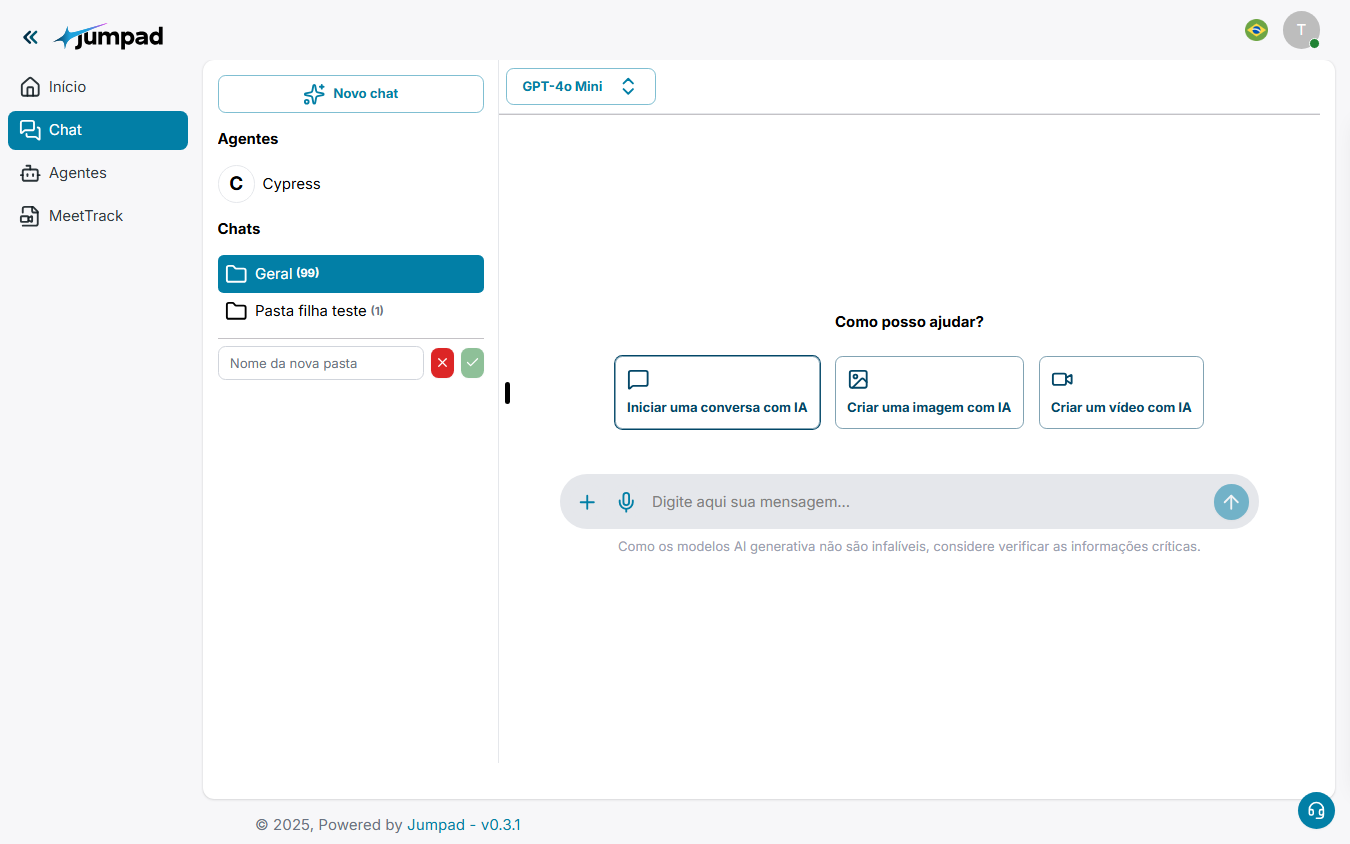 jumpad
T
Início
Chat
Agentes
MeetTrack
Novo chat
Agentes
C Cypress
Chats
Geral (99)
Pasta filha teste (1)
Nome da nova pasta
GPT-4o Mini
Como posso ajudar?
Iniciar uma conversa com IA
Criar uma imagem com IA
Criar um vídeo com IA
Digite aqui sua mensagem...
Como os modelos AI generativa não são infalíveis, considere verificar as informações críticas.
© 2025, Powered by Jumpad - v0.3.1